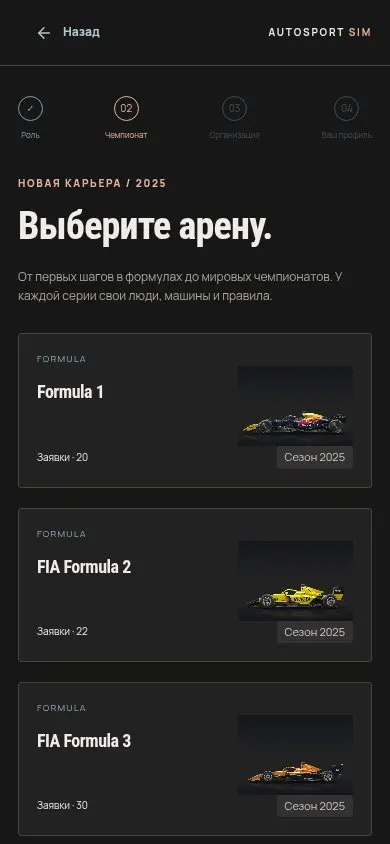 Назад
AUTOSPORT SIM
✓ 02 03 04
Роль Чемпионат Организация Ваш профиль
НОВАЯ КАРЬЕРА / 2025
Выберите арену.
От первых шагов в формулах до мировых чемпионатов. У
каждой серии свои люди, машины и правила.
FORMULA
Formula 1
Заявки · 20
Сезон 2025
FORMULA
FIA Formula 2
Заявки · 22
Сезон 2025
FORMULA
FIA Formula 3
Заявки · 30
Сезон 2025